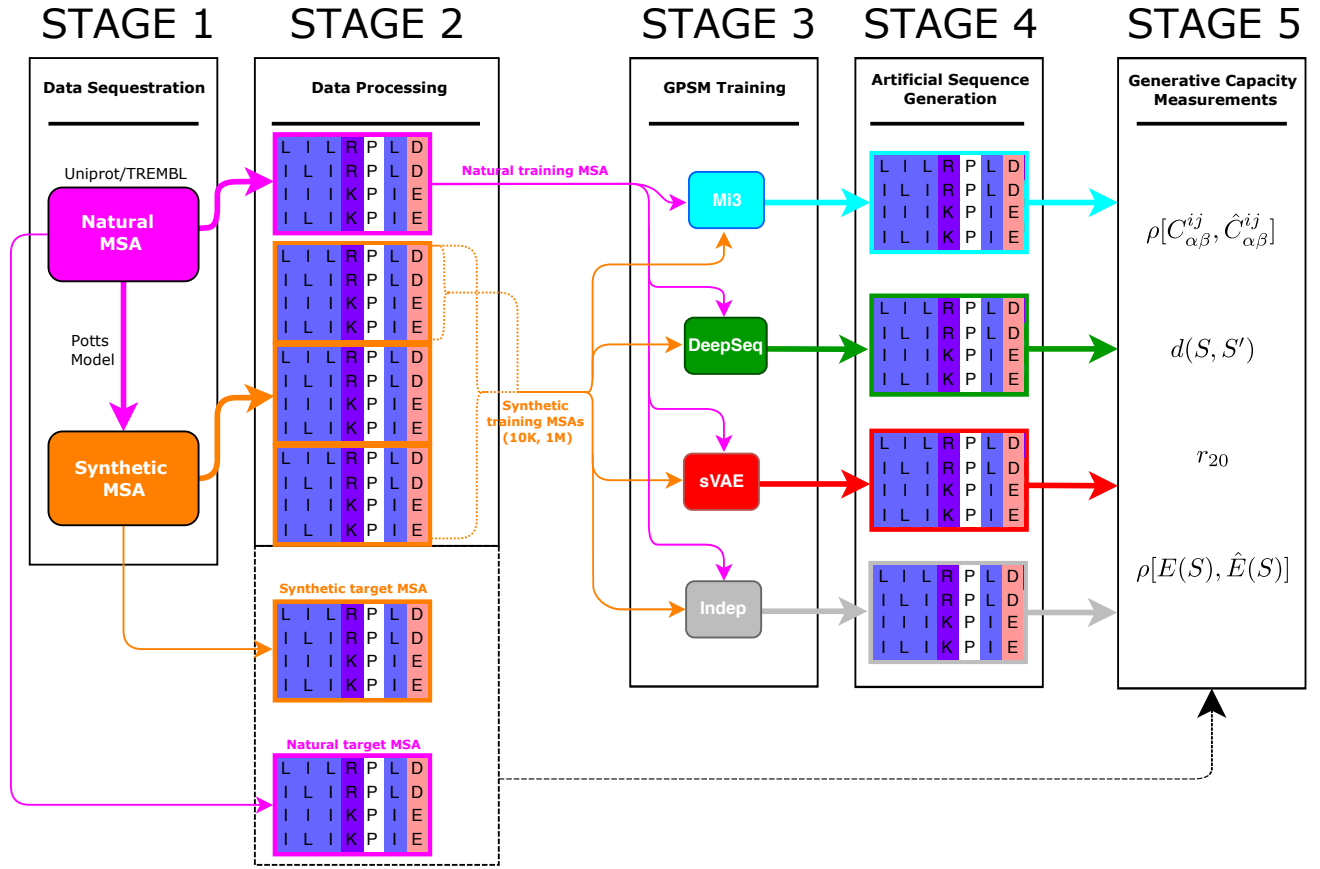 STAGE 1
STAGE 2
STAGE 3
STAGE 4
STAGE 5
Data Sequestration
Uniprot/TREMBL
Natural
MSA
Potts
Model
Synthetic
MSA
Data Processing
L I L R P L D
I L I R P L D
I I I K P I E
I L I K P I E
L I L R P L D
I L I R P L D
I I I K P I E
I L I K P I E
L I L R P L D
I L I R P L D
I I I K P I E
I L I K P I E
L I L R P L D
I L I R P L D
I I I K P I E
I L I K P I E
Synthetic target MSA
L I L R P L D
I L I R P L D
I I I K P I E
I L I K P I E
Natural target MSA
L I L R P L D
I L I R P L D
I I I K P I E
I L I K P I E
Natural training MSA
Synthetic
training MSAs
(10K, 1M)
GPSM Training
Mi3
DeepSeq
sVAE
Indep
Artificial Sequence
Generation
L I L R P L D
I L I R P L D
I I I K P I E
I L I K P I E
L I L R P L D
I L I R P L D
I I I K P I E
I L I K P I E
L I L R P L D
I L I R P L D
I I I K P I E
I L I K P I E
L I L R P L D
I L I R P L D
I I I K P I E
I L I K P I E
Generative Capacity
Measurements
ρ[C^{ij}_{αβ}, Ĉ^{ij}_{αβ}]
d(S, S′)
r₂₀
ρ[E(S), Ê(S)]